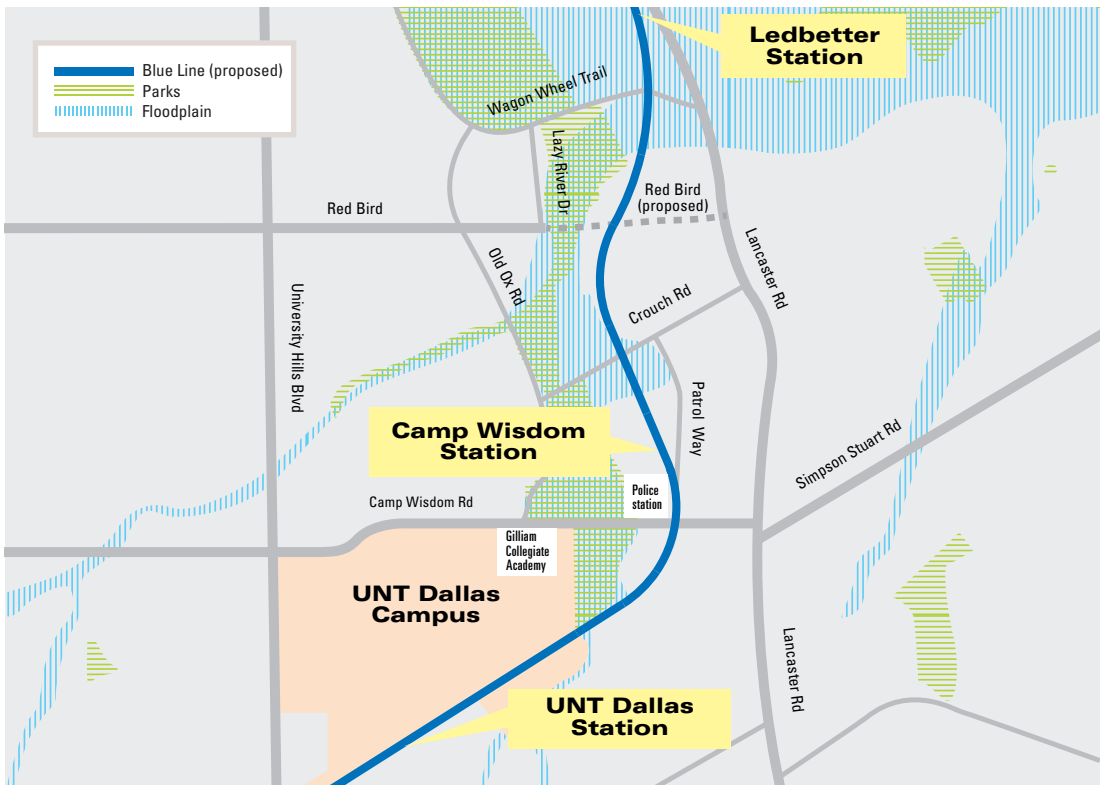 Ledbetter
Station
Blue Line (proposed)
Parks
Floodplain
Wagon Wheel Trail
Lazy River Dr
Red Bird
(proposed)
Red Bird
Lancaster Rd
Old Ox Rd
University Hills Blvd
Crouch Rd
Patrol Way
Camp Wisdom
Station
Simpson Stuart Rd
Camp Wisdom Rd
Police
station
Gilliam
Collegiate
Academy
UNT Dallas
Campus
Lancaster Rd
UNT Dallas
Station